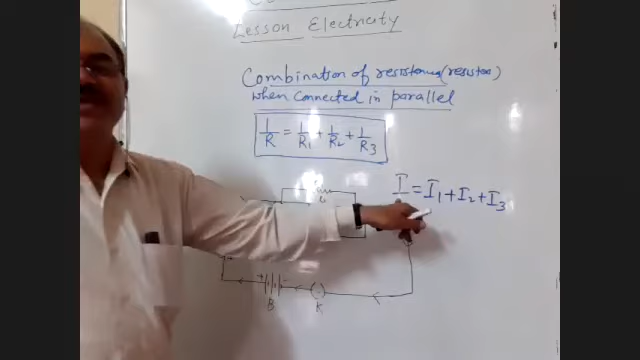 Lesson Electricity
Combination of resistance (resistor)
when connected in parallel
1/R = 1/R1 + 1/R2 + 1/R3
I = I1 + I2 + I3
+ -
B K